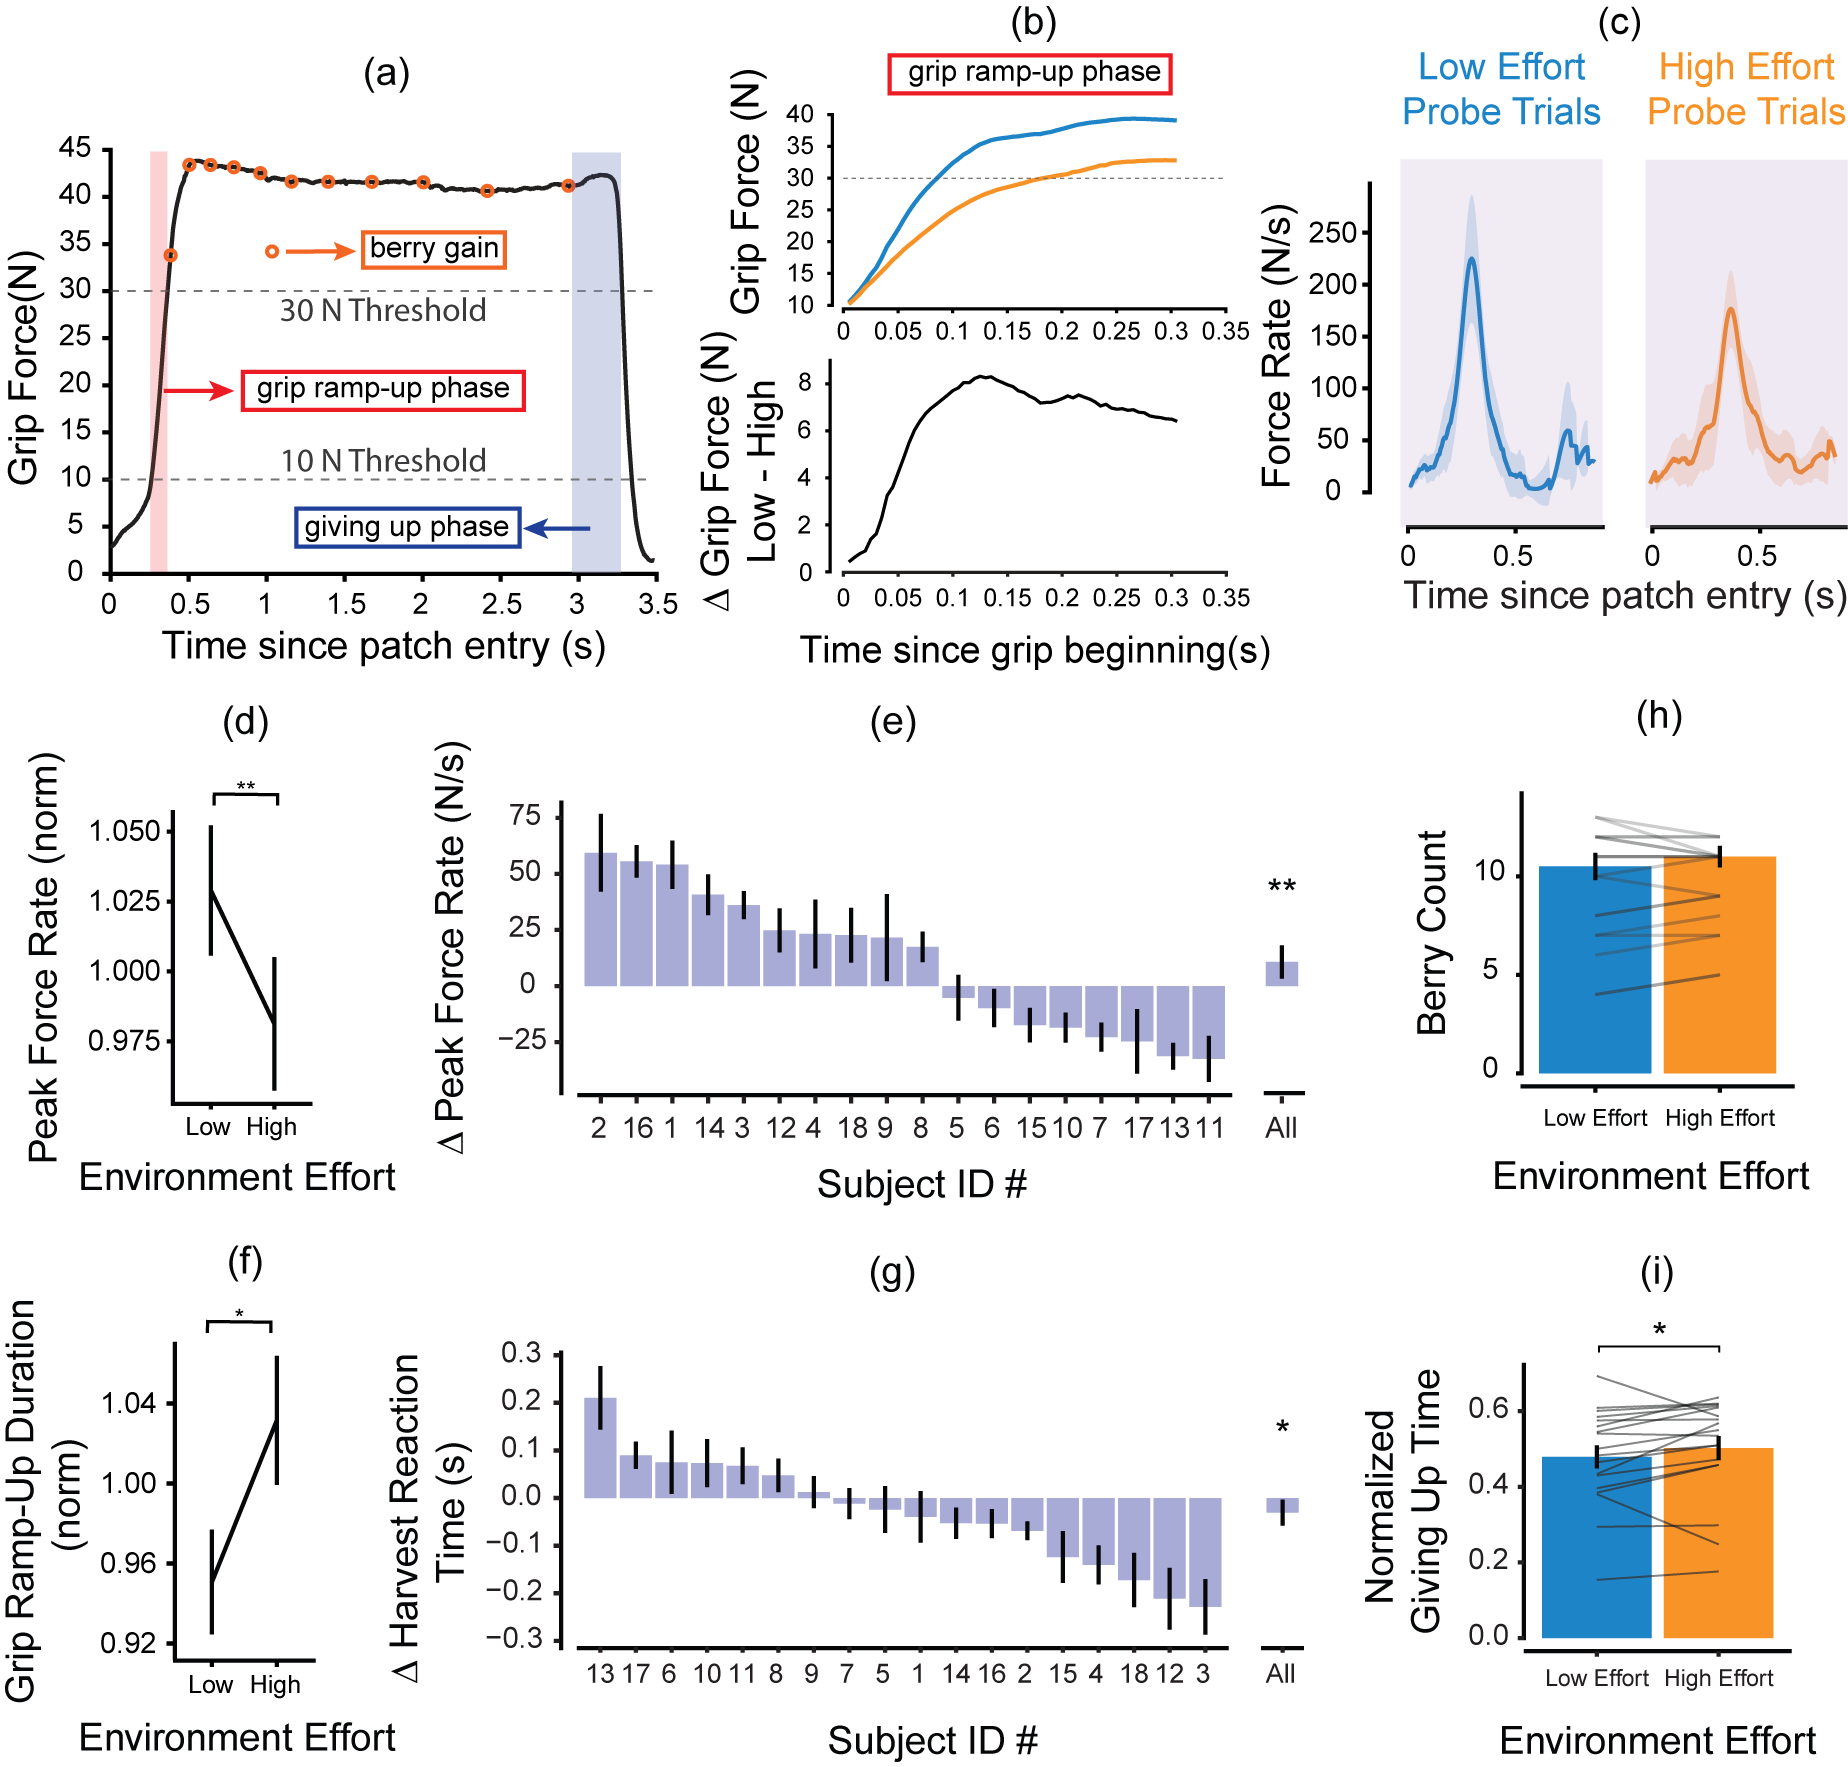 (a)
45
40
35
30
25
20
15
10
5
0
Grip Force(N)
berry gain
30 N Threshold
grip ramp-up phase
10 N Threshold
giving up phase
0
0.5
1
1.5
2
2.5
3
3.5
Time since patch entry (s)
(b)
grip ramp-up phase
Grip Force (N)
40
35
30
25
20
15
10
0
0.05
0.1
0.15
0.2
0.25
0.3
0.35
Δ Grip Force (N)
Low - High
8
6
4
2
0
0
0.05
0.1
0.15
0.2
0.25
0.3
0.35
Time since grip beginning(s)
(c)
Low Effort
Probe Trials
High Effort
Probe Trials
Force Rate (N/s)
250
200
150
100
50
0
0
0.5
0
0.5
Time since patch entry (s)
(d)
Peak Force Rate (norm)
**
1.050
1.025
1.000
0.975
Low
High
Environment Effort
(e)
Δ Peak Force Rate (N/s)
75
50
25
0
−25
**
2
16
1
14
3
12
4
18
9
8
5
6
15
10
7
17
13
11
All
Subject ID #
(h)
Berry Count
10
5
0
Low Effort
High Effort
Environment Effort
(f)
Grip Ramp-Up Duration
(norm)
*
1.04
1.00
0.96
0.92
Low
High
Environment Effort
(g)
Δ Harvest Reaction
Time (s)
0.3
0.2
0.1
0.0
−0.1
−0.2
−0.3
*
13
17
6
10
11
8
9
7
5
1
14
16
2
15
4
18
12
3
All
Subject ID #
(i)
Normalized
Giving Up Time
*
0.6
0.4
0.2
0.0
Low Effort
High Effort
Environment Effort